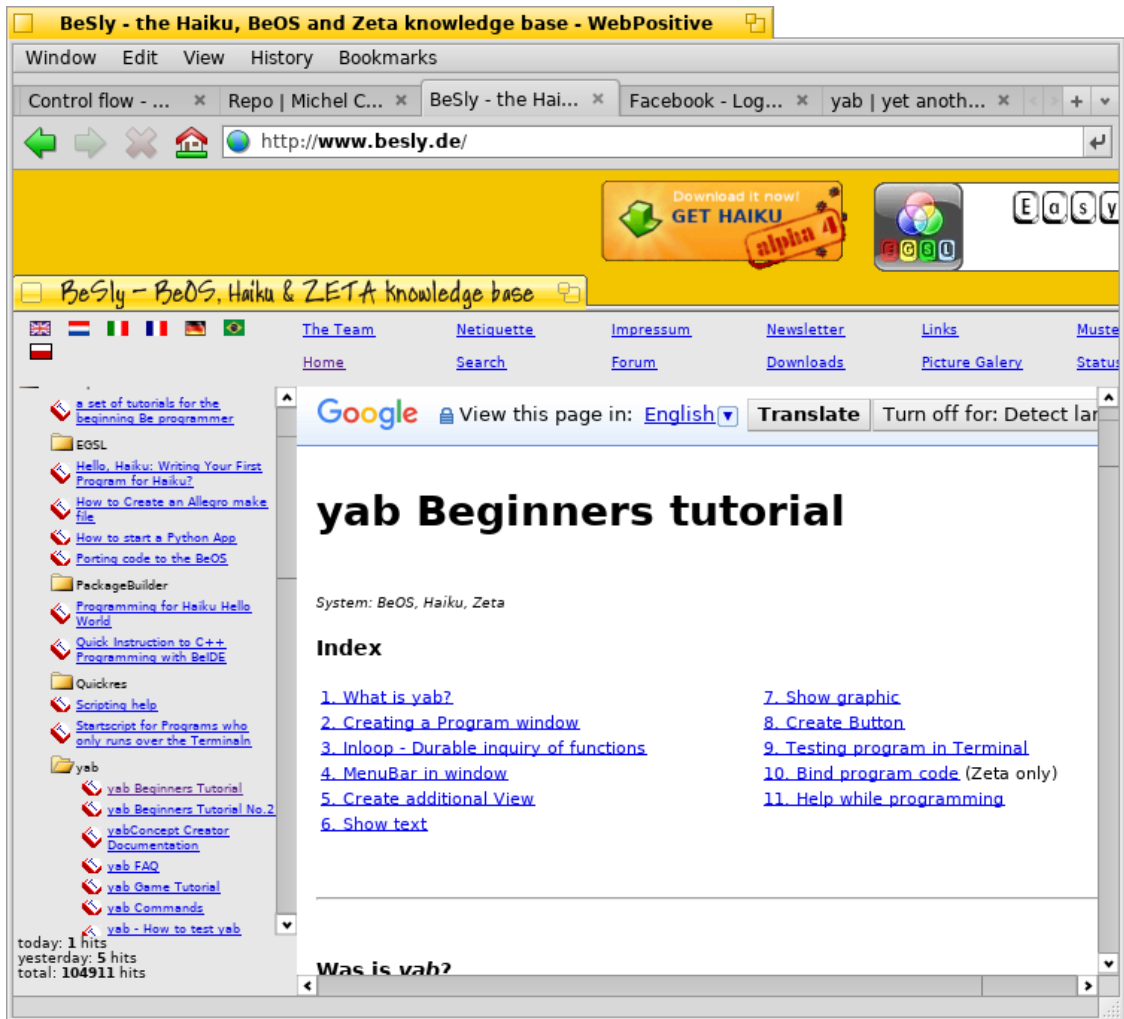 BeSly - the Haiku, BeOS and Zeta knowledge base - WebPositive
Window Edit View History Bookmarks
Control flow - ... Repo | Michel C... BeSly - the Hai... Facebook - Log... yab | yet anoth...
http://www.besly.de/
Download it now!
GET HAIKU
alpha 4
EGSL
Easy
BeSly - BeOS, Haiku & ZETA knowledge base
The Team Netiquette Impressum Newsletter Links Muste
Home Search Forum Downloads Picture Galery Status
a set of tutorials for the
beginning Be programmer
EGSL
Hello, Haiku: Writing Your First
Program for Haiku?
How to Create an Allegro make
file
How to start a Python App
Porting code to the BeOS
PackageBuilder
Programming for Haiku Hello
World
Quick Instruction to C++
Programming with BeIDE
Quickres
Scripting help
Startscript for Programs who
only runs over the Terminaln
yab
yab Beginners Tutorial
yab Beginners Tutorial No.2
yabConcept Creator
Documentation
yab FAQ
yab Game Tutorial
yab Commands
yab - How to test yab
today: 1 hits
yesterday: 5 hits
total: 104911 hits
Google View this page in: English Translate Turn off for: Detect lar
yab Beginners tutorial
System: BeOS, Haiku, Zeta
Index
1. What is yab?
2. Creating a Program window
3. Inloop - Durable inquiry of functions
4. MenuBar in window
5. Create additional View
6. Show text
7. Show graphic
8. Create Button
9. Testing program in Terminal
10. Bind program code (Zeta only)
11. Help while programming
Was is yab?